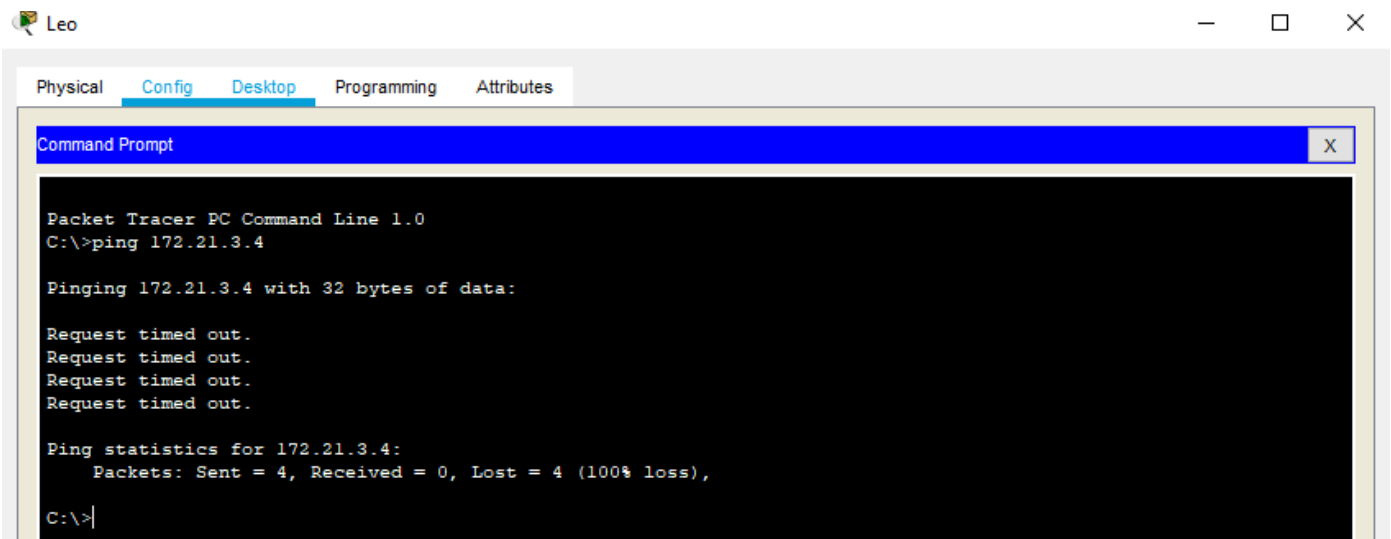 Leo
Physical Config Desktop Programming Attributes
Command Prompt
X
Packet Tracer PC Command Line 1.0
C:\>ping 172.21.3.4
Pinging 172.21.3.4 with 32 bytes of data:
Request timed out.
Request timed out.
Request timed out.
Request timed out.
Ping statistics for 172.21.3.4:
    Packets: Sent = 4, Received = 0, Lost = 4 (100% loss),
C:\>